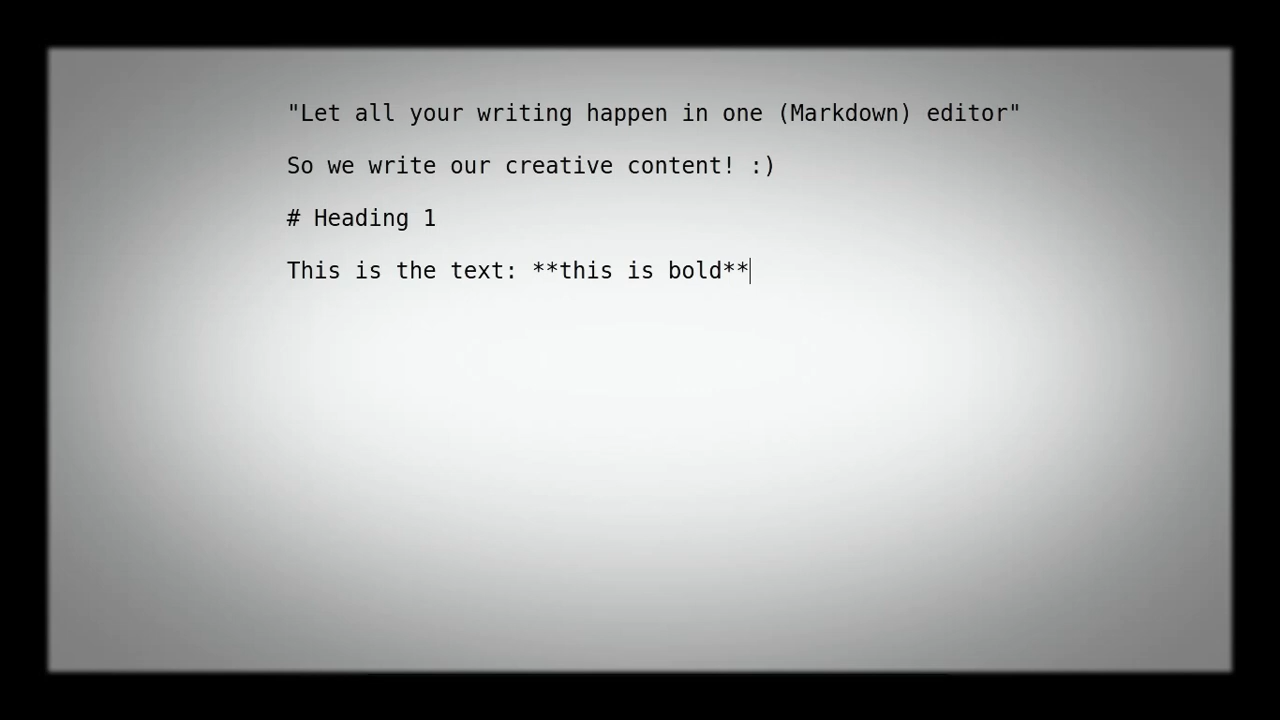 "Let all your writing happen in one (Markdown) editor"
So we write our creative content! :)
# Heading 1
This is the text: **this is bold**